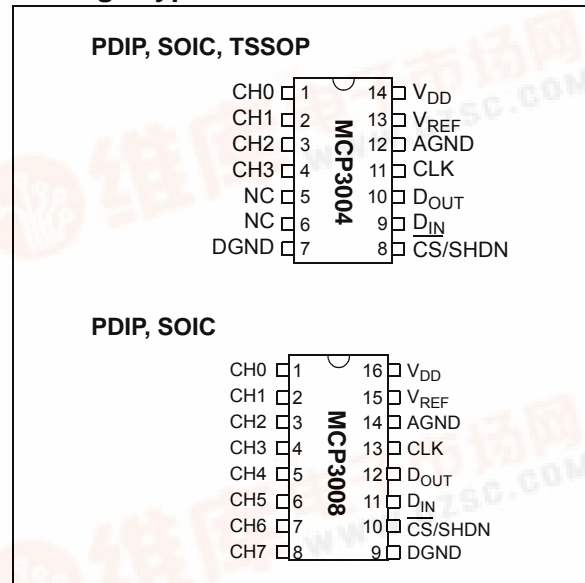 PDIP, SOIC, TSSOP
CH0 1 14 VDD
CH1 2 13 VREF
CH2 3 12 AGND
CH3 4 11 CLK
NC 5 10 DOUT
NC 6 9 DIN
DGND 7 8 CS/SHDN
MCP3004
PDIP, SOIC
CH0 1 16 VDD
CH1 2 15 VREF
CH2 3 14 AGND
CH3 4 13 CLK
CH4 5 12 DOUT
CH5 6 11 DIN
CH6 7 10 CS/SHDN
CH7 8 9 DGND
MCP3008